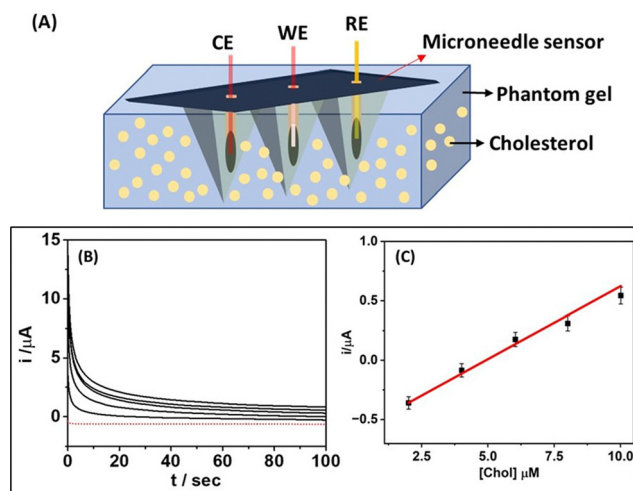 (A)
CE
WE
RE
Microneedle sensor
Phantom gel
Cholesterol
(B)
15
10
5
0
i /µA
0 20 40 60 80 100
t / sec
(C)
1.0
0.5
0.0
−0.5
i/µA
2.5 5.0 7.5 10.0
[Chol] µM